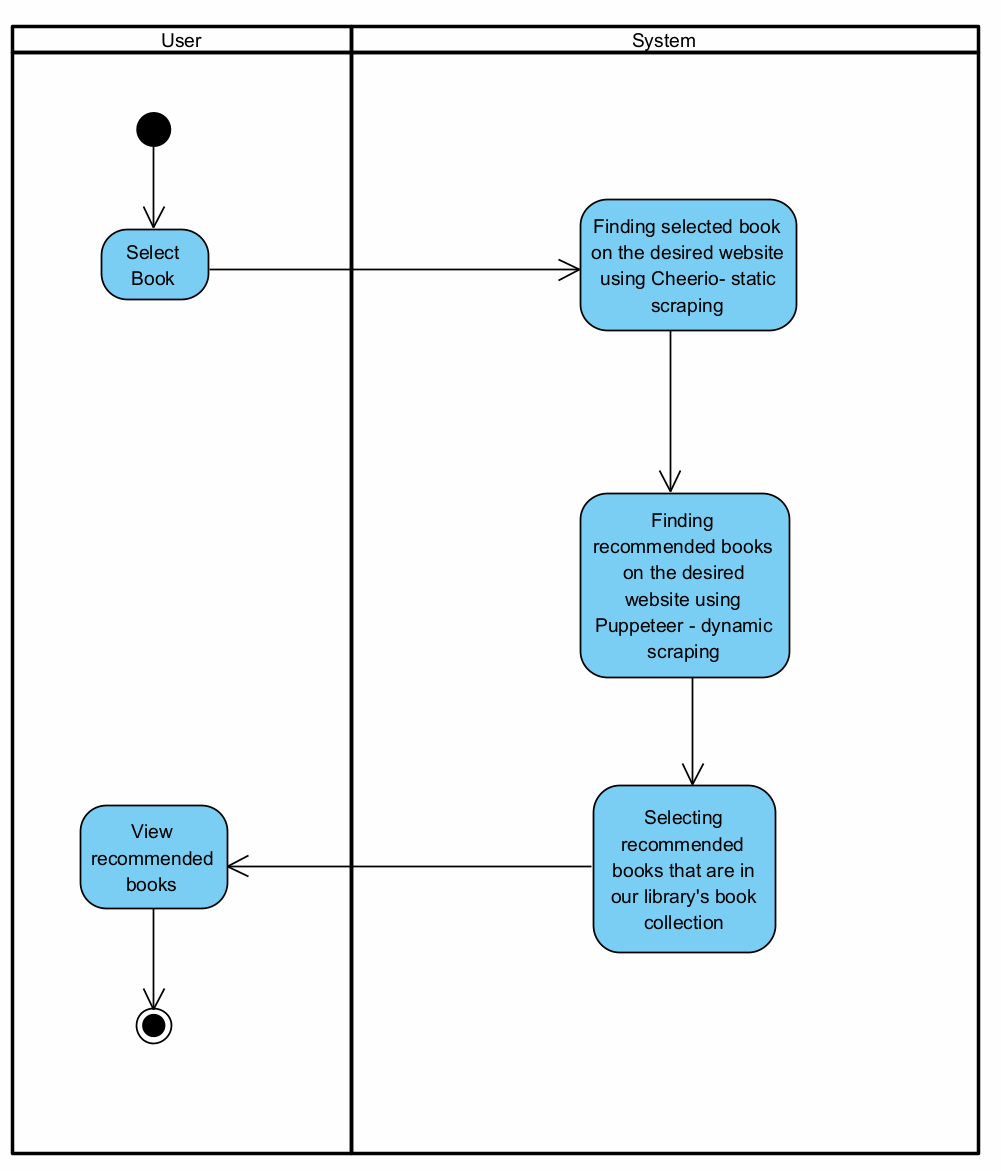 User
System
Select
Book
Finding selected book
on the desired website
using Cheerio- static
scraping
Finding
recommended books
on the desired
website using
Puppeteer - dynamic
scraping
Selecting
recommended
books that are in
our library's book
collection
View
recommended
books